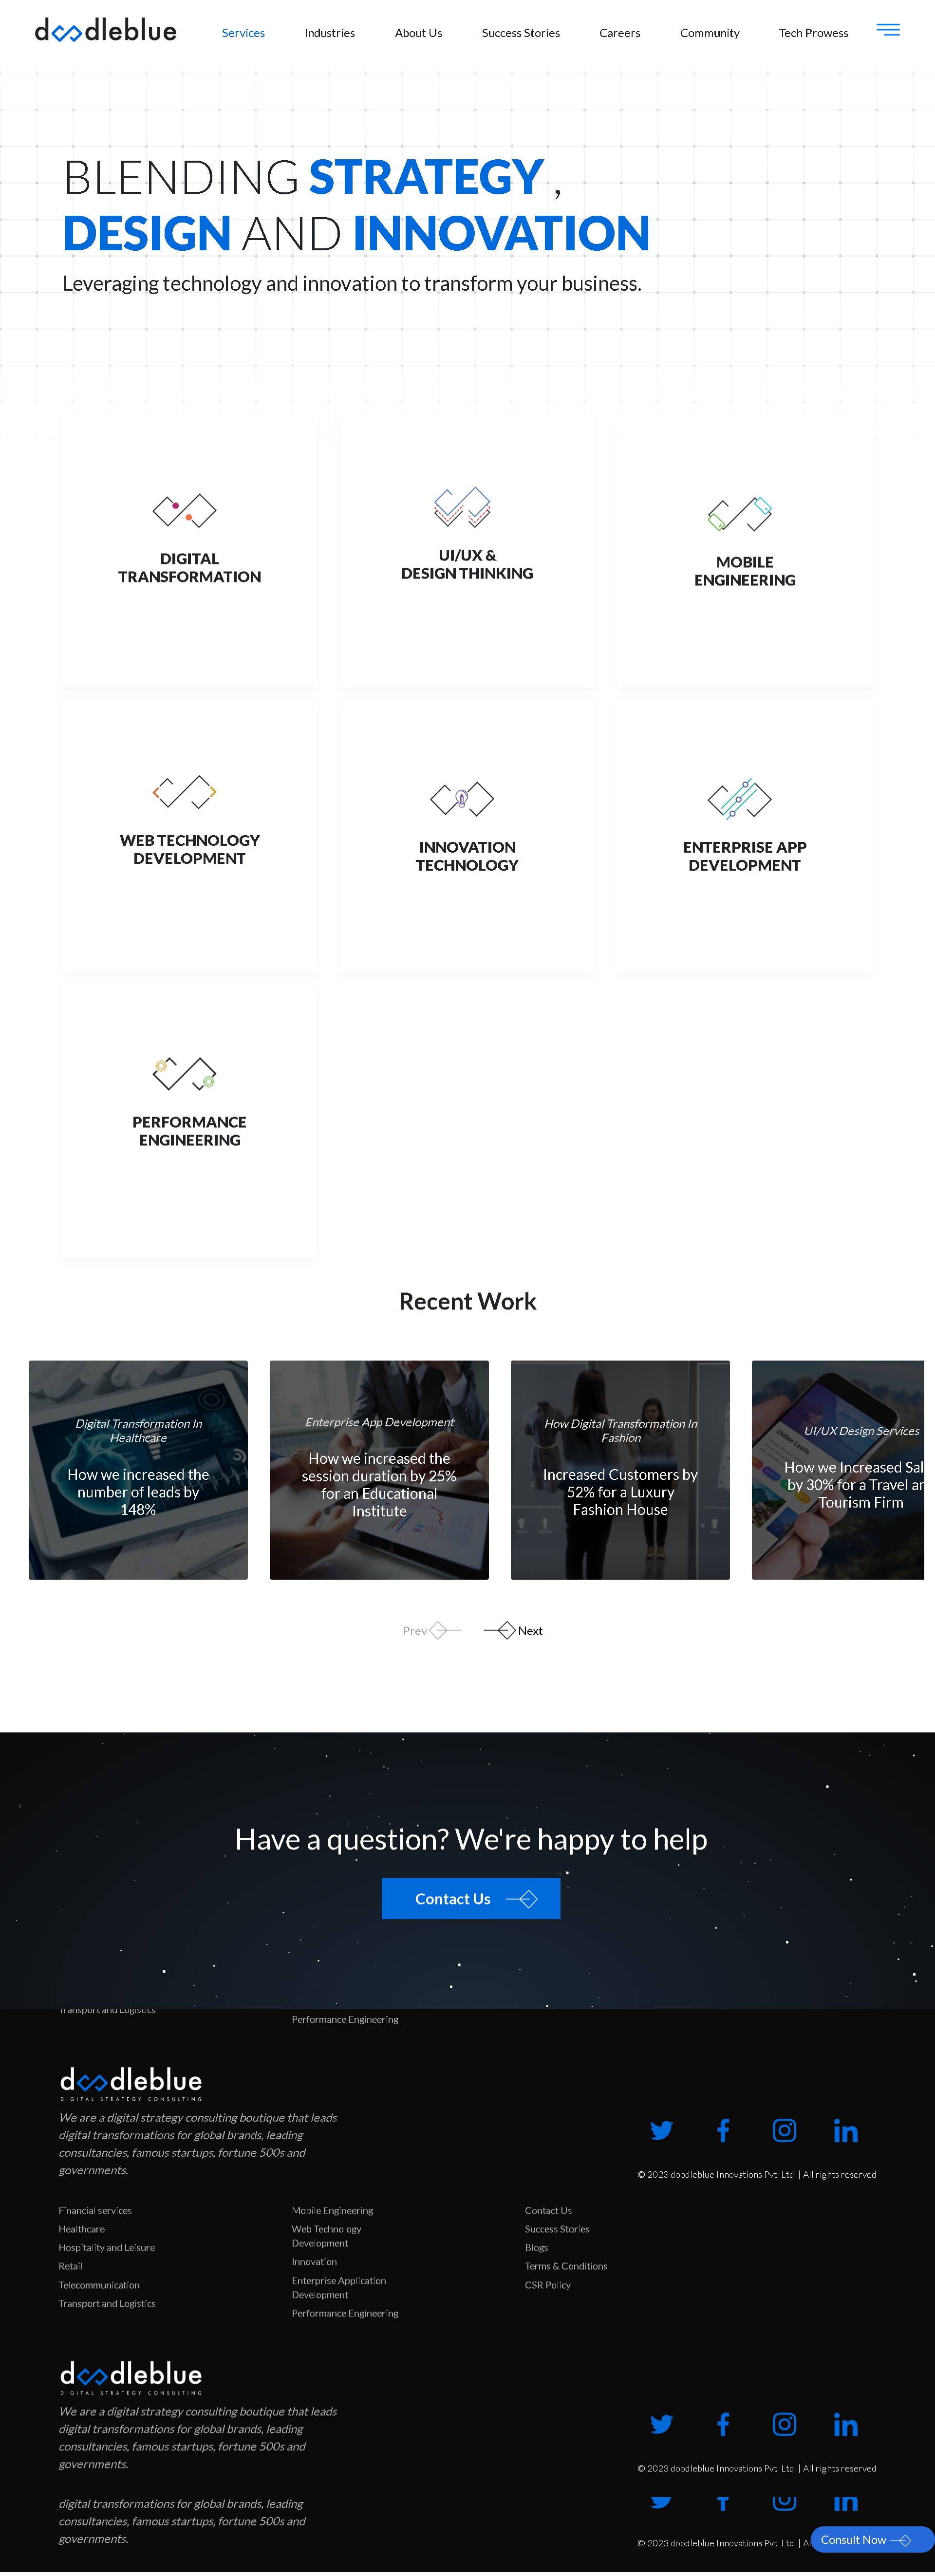 doodleblue
Services Industries About Us Success Stories Careers Community Tech Prowess
BLENDING STRATEGY ,
DESIGN AND INNOVATION
Leveraging technology and innovation to transform your business.
DIGITAL
TRANSFORMATION
UI/UX &
DESIGN THINKING
MOBILE
ENGINEERING
WEB TECHNOLOGY
DEVELOPMENT
INNOVATION
TECHNOLOGY
ENTERPRISE APP
DEVELOPMENT
PERFORMANCE
ENGINEERING
Recent Work
Digital Transformation In
Healthcare
How we increased the
number of leads by
148%
Enterprise App Development
How we increased the
session duration by 25%
for an Educational
Institute
How Digital Transformation In
Fashion
Increased Customers by
52% for a Luxury
Fashion House
UI/UX Design Services
How we Increased Sal
by 30% for a Travel ar
Tourism Firm
Prev Next
Have a question? We're happy to help
Contact Us
Transport and Logistics
Performance Engineering
doodleblue
DIGITAL STRATEGY CONSULTING
We are a digital strategy consulting boutique that leads
digital transformations for global brands, leading
consultancies, famous startups, fortune 500s and
governments.
© 2023 doodleblue Innovations Pvt. Ltd. | All rights reserved
Financial services
Healthcare
Hospitality and Leisure
Retail
Telecommunication
Transport and Logistics
Mobile Engineering
Web Technology
Development
Innovation
Enterprise Application
Development
Performance Engineering
Contact Us
Success Stories
Blogs
Terms & Conditions
CSR Policy
doodleblue
DIGITAL STRATEGY CONSULTING
We are a digital strategy consulting boutique that leads
digital transformations for global brands, leading
consultancies, famous startups, fortune 500s and
governments.
© 2023 doodleblue Innovations Pvt. Ltd. | All rights reserved
digital transformations for global brands, leading
consultancies, famous startups, fortune 500s and
governments.
© 2023 doodleblue Innovations Pvt. Ltd. | Al
Consult Now